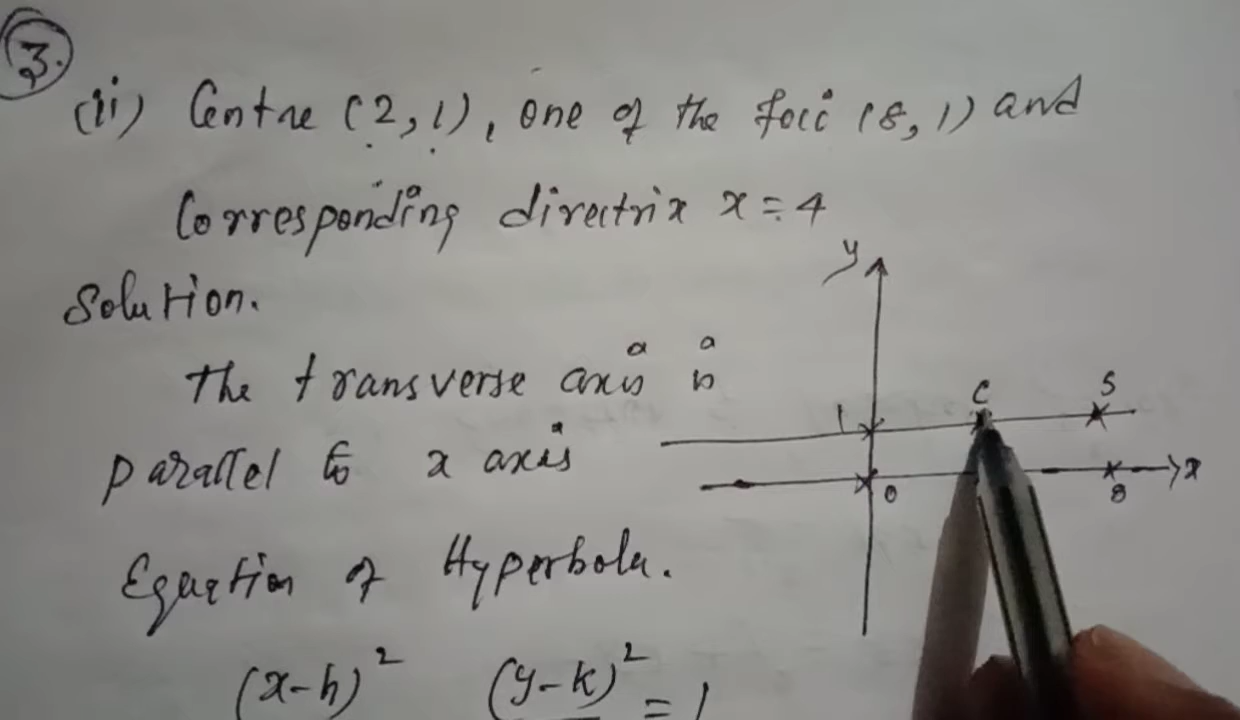 3.
(ii) Centre (2,1), One of the foci (8,1) and
Corresponding directrix x = 4
Solution.
The transverse axis is
parallel to x axis
y
C S
1
0 8 x
Equation of Hyperbola.
(x-h)² (y-k)² = 1